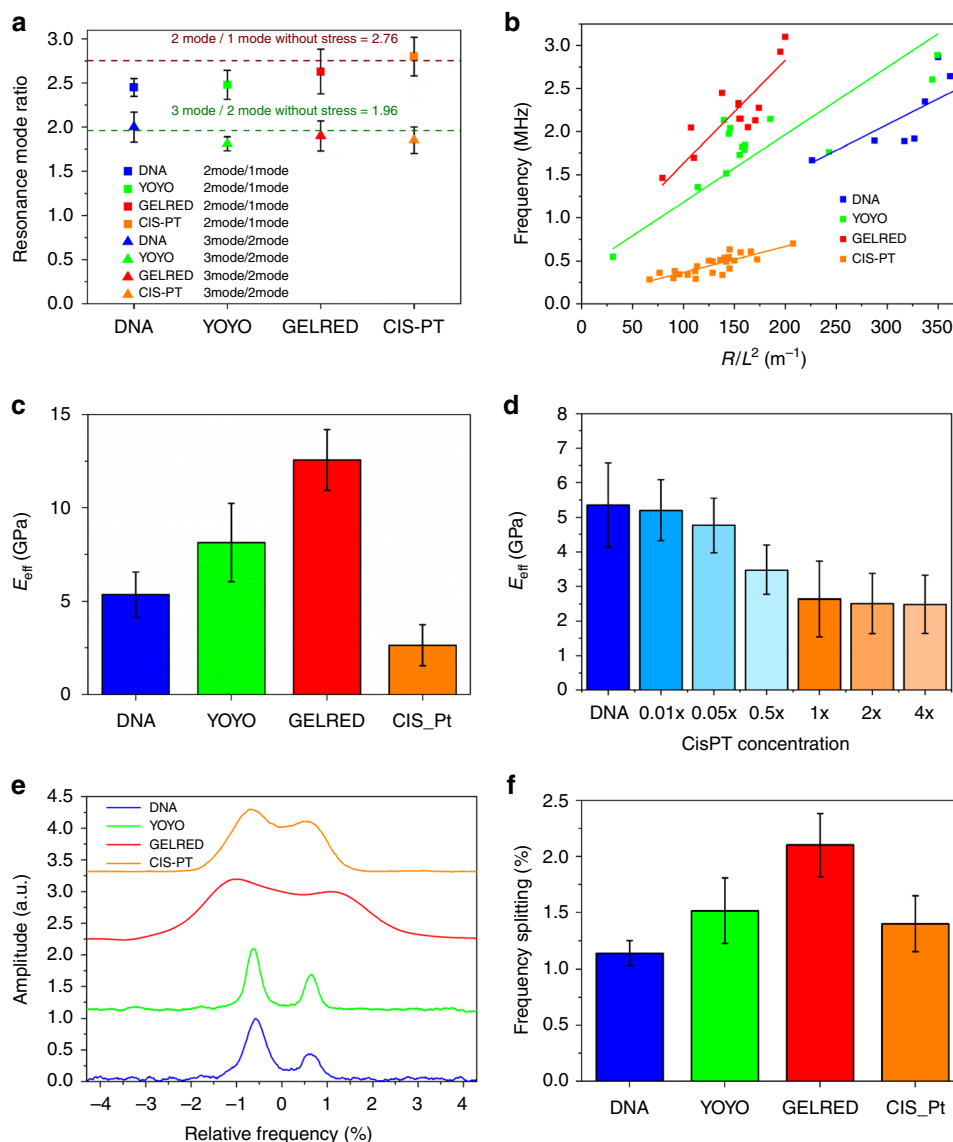 a
3.0
2.5
2.0
1.5
1.0
0.5
0.0
Resonance mode ratio
2 mode / 1 mode without stress = 2.76
3 mode / 2 mode without stress = 1.96
DNA 2mode/1mode
YOYO 2mode/1mode
GELRED 2mode/1mode
CIS-PT 2mode/1mode
DNA 3mode/2mode
YOYO 3mode/2mode
GELRED 3mode/2mode
CIS-PT 3mode/2mode
DNA YOYO GELRED CIS-PT
b
3.0
2.5
2.0
1.5
1.0
0.5
0.0
Frequency (MHz)
DNA
YOYO
GELRED
CIS-PT
0 50 100 150 200 250 300 350
R/L² (m⁻¹)
c
15
10
5
0
Eeff (GPa)
DNA YOYO GELRED CIS_Pt
d
8
7
6
5
4
3
2
1
0
Eeff (GPa)
DNA 0.01x 0.05x 0.5x 1x 2x 4x
CisPT concentration
e
4.5
4.0
3.5
3.0
2.5
2.0
1.5
1.0
0.5
0.0
Amplitude (a.u.)
DNA
YOYO
GELRED
CIS-PT
−4 −3 −2 −1 0 1 2 3 4
Relative frequency (%)
f
2.5
2.0
1.5
1.0
0.5
0.0
Frequency splitting (%)
DNA YOYO GELRED CIS_Pt